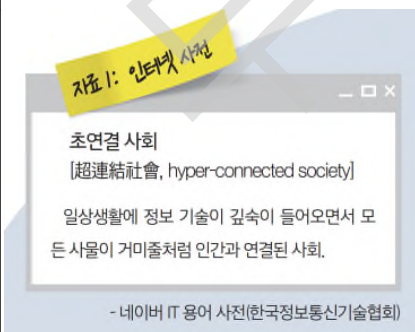 자료 1: 인터넷 사전
초연결 사회
[超連結社會, hyper-connected society]
일상생활에 정보 기술이 깊숙이 들어오면서 모
든 사물이 거미줄처럼 인간과 연결된 사회.
- 네이버 IT 용어 사전(한국정보통신기술협회)